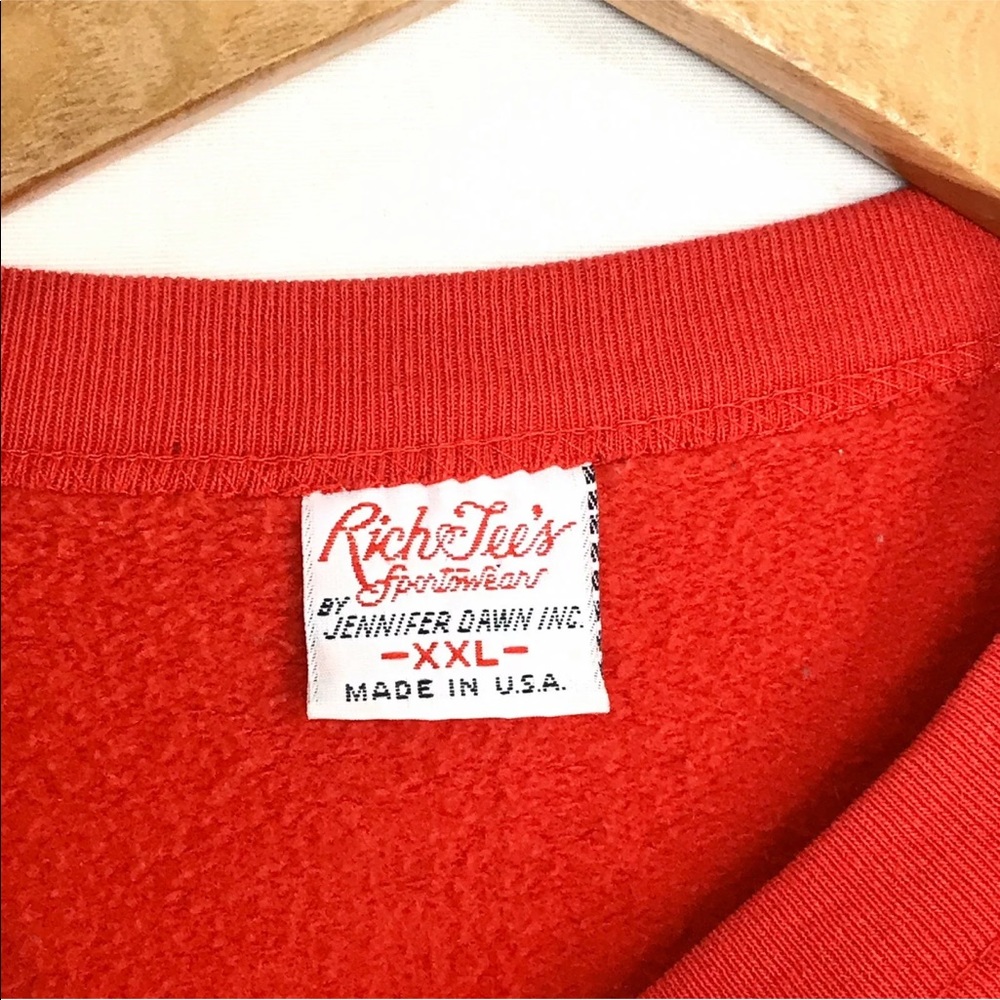 Rich & Tee's
Sportswear
BY JENNIFER DAWN INC.
-XXL-
MADE IN U.S.A.